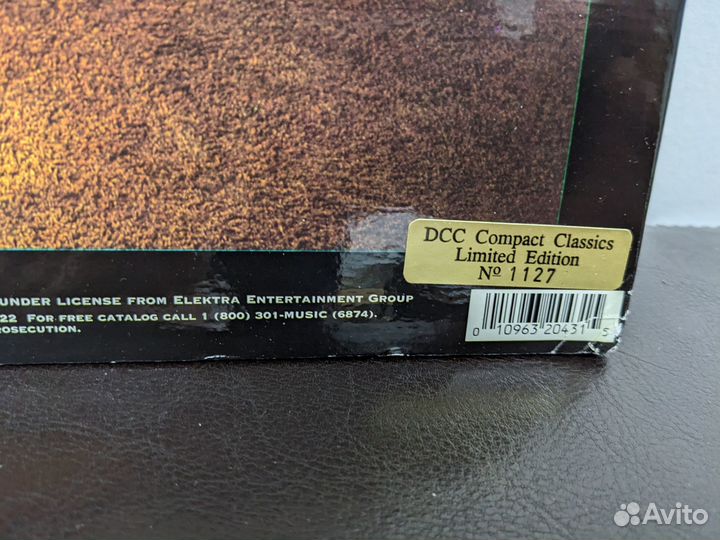 DCC Compact Classics
Limited Edition
Nº 1127
UNDER LICENSE FROM ELEKTRA ENTERTAINMENT GROUP
22 FOR FREE CATALOG CALL 1 (800) 301-MUSIC (6874).
ROSECUTION.
0 10963 20431 5
Avito